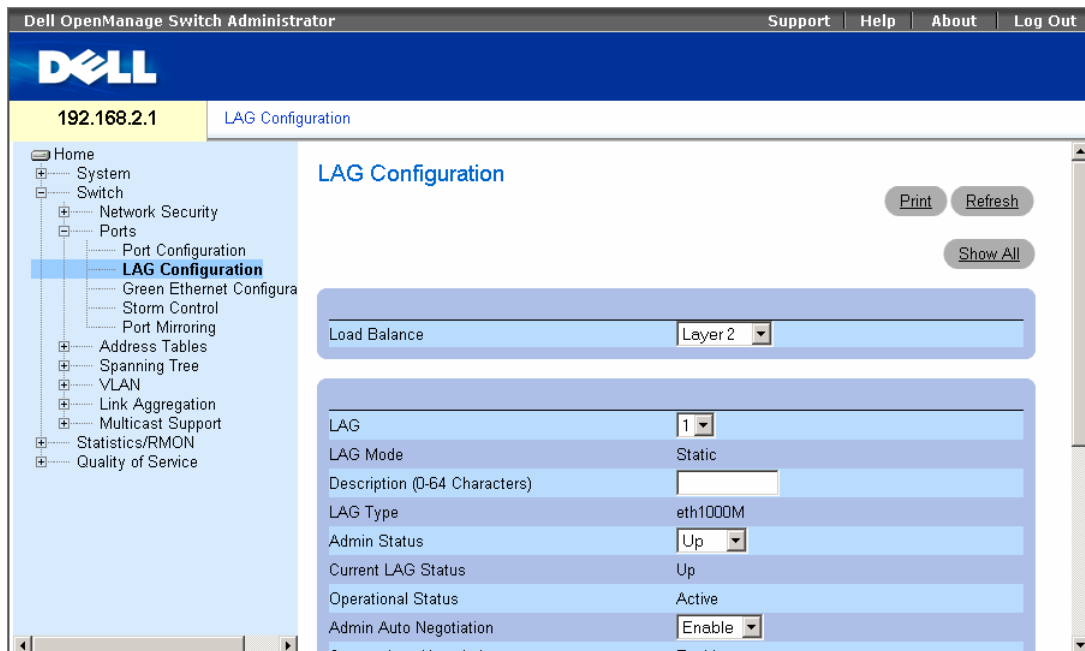 Dell OpenManage Switch Administrator
Support Help About Log Out
DELL
192.168.2.1
LAG Configuration
Home
System
Switch
Network Security
Ports
Port Configuration
LAG Configuration
Green Ethernet Configura
Storm Control
Port Mirroring
Address Tables
Spanning Tree
VLAN
Link Aggregation
Multicast Support
Statistics/RMON
Quality of Service
LAG Configuration
Print Refresh
Show All
Load Balance Layer 2
LAG 1
LAG Mode Static
Description (0-64 Characters)
LAG Type eth1000M
Admin Status Up
Current LAG Status Up
Operational Status Active
Admin Auto Negotiation Enable